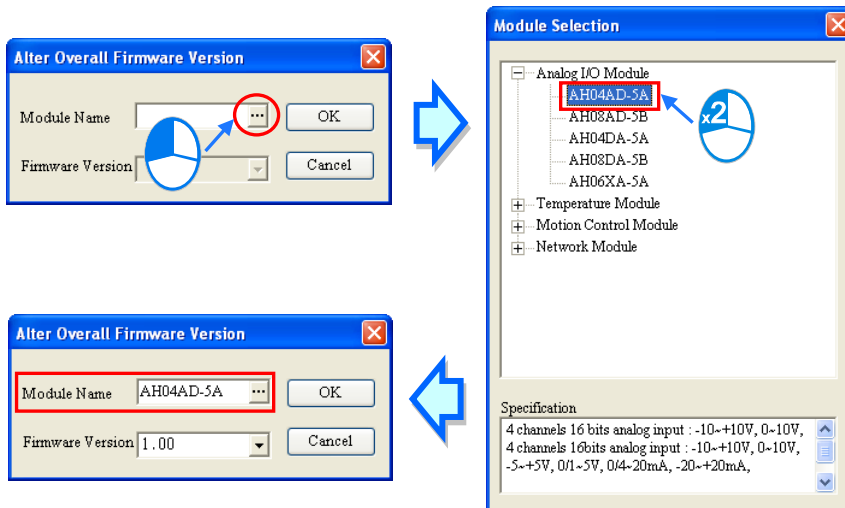 Alter Overall Firmware Version
Module Name ...
OK
Firmware Version
Cancel
Module Selection
Analog I/O Module
AH04AD-5A
x2
AH08AD-5B
AH04DA-5A
AH08DA-5B
AH06XA-5A
Temperature Module
Motion Control Module
Network Module
Specification
4 channels 16 bits analog input : -10~+10V, 0~10V,
4 channels 16bits analog input : -10~+10V, 0~10V,
-5~+5V, 0/1~5V, 0/4~20mA, -20~+20mA,
Alter Overall Firmware Version
Module Name AH04AD-5A ...
OK
Firmware Version 1.00
Cancel